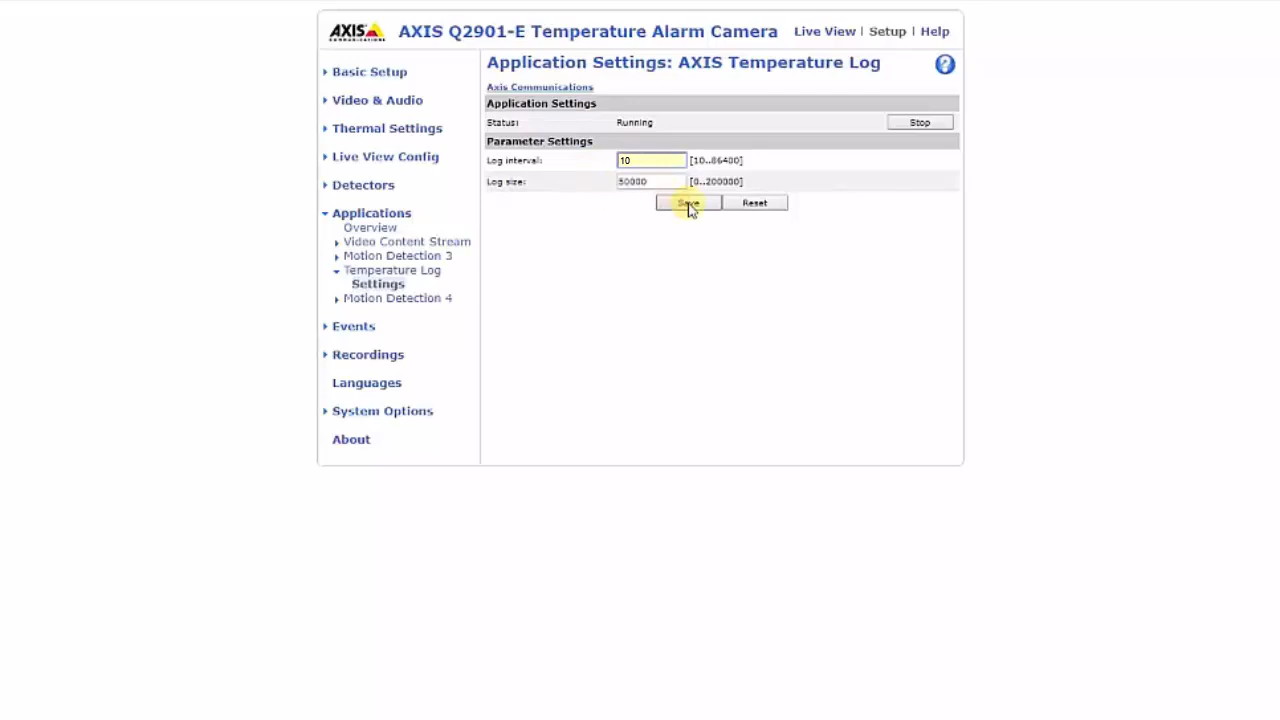 AXIS COMMUNICATIONS
AXIS Q2901-E Temperature Alarm Camera
Live View | Setup | Help
Basic Setup
Video & Audio
Thermal Settings
Live View Config
Detectors
Applications
Overview
Video Content Stream
Motion Detection 3
Temperature Log
Settings
Motion Detection 4
Events
Recordings
Languages
System Options
About
Application Settings: AXIS Temperature Log
?
Axis Communications
Application Settings
Status: Running Stop
Parameter Settings
Log interval: 10 [10..86400]
Log size: 50000 [0..200000]
Save Reset